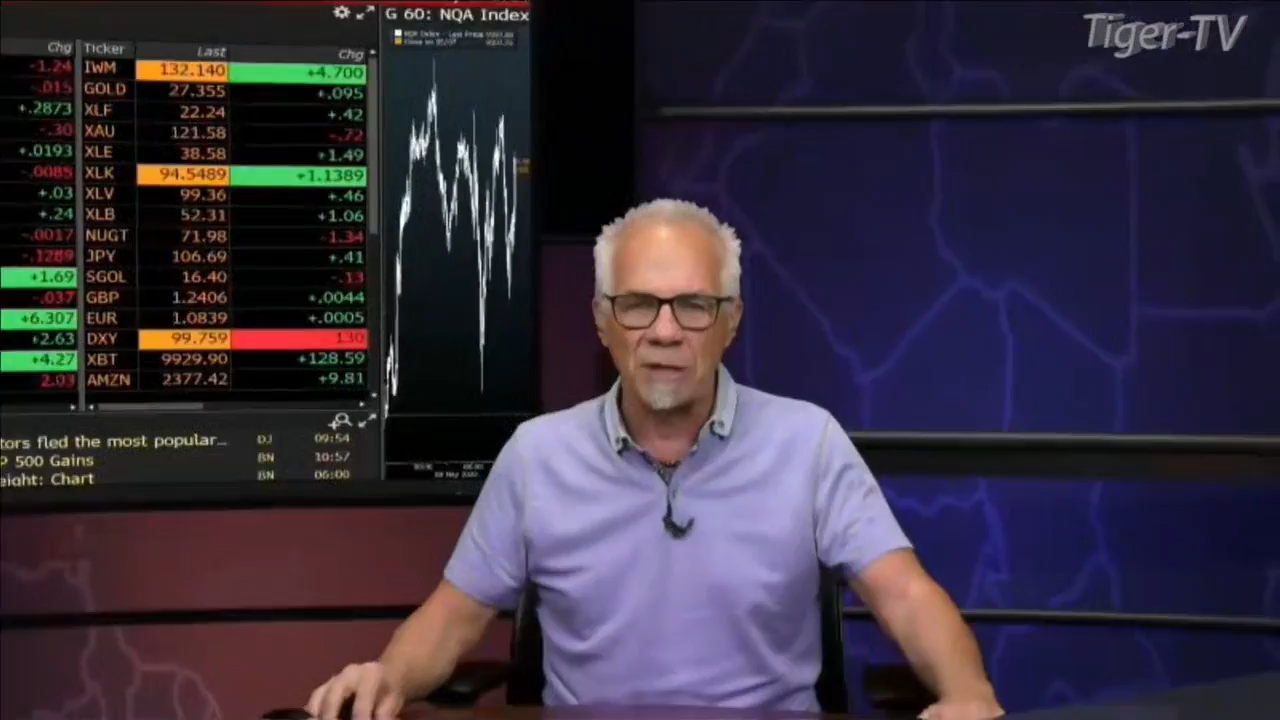 G 60: NQA Index
Tiger-TV
Chg Ticker Last Chg
-1.24 IWM 132.140 +4.700
-.015 GOLD 27.355 +.095
+.2873 XLF 22.24 +.42
-.30 XAU 121.58 -.72
+.0193 XLE 38.58 +1.49
-.0085 XLK 94.5489 +1.1389
+.03 XLV 99.36 +.46
+.24 XLB 52.31 +1.06
-.0017 NUGT 71.98 -1.34
-.1289 JPY 106.69 +.41
+1.69 SGOL 16.40 -.13
-.037 GBP 1.2406 +.0044
+6.307 EUR 1.0839 +.0005
+2.63 DXY 99.759 130
+4.27 XBT 9929.90 +128.59
2.03 AMZN 2377.42 +9.81
tors fled the most popular... DJ 09:54
P 500 Gains BN 10:57
eight: Chart BN 06:00